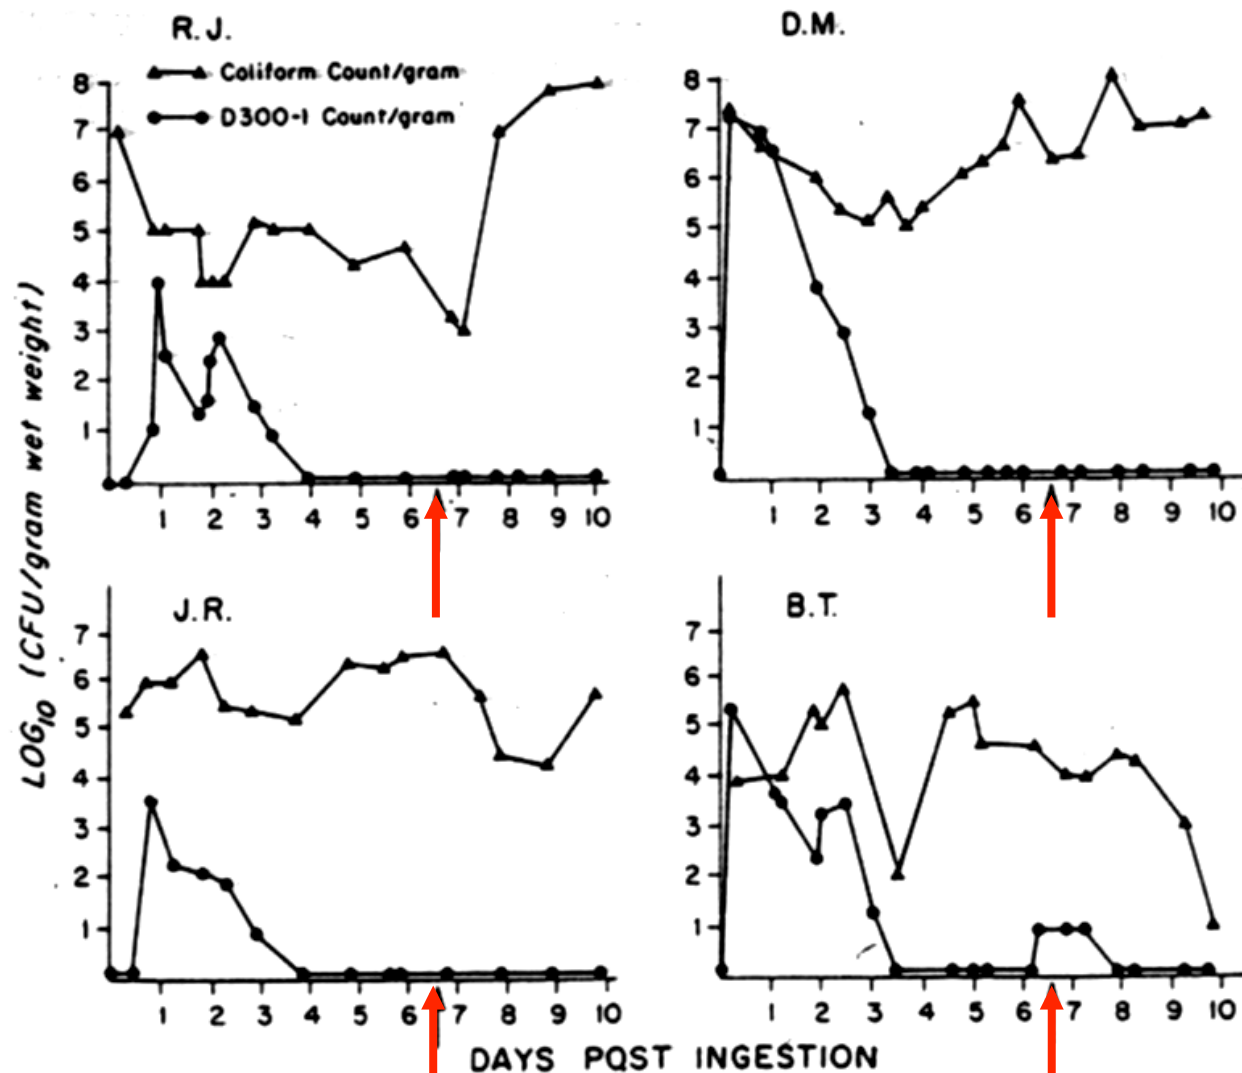 R.J.
Coliform Count/gram
D300-1 Count/gram
8
7
6
5
4
3
2
1
1 2 3 4 5 6 7 8 9 10
D.M.
8
7
6
5
4
3
2
1
1 2 3 4 5 6 7 8 9 10
LOG10 (CFU/gram wet weight)
J.R.
7
6
5
4
3
2
1
1 2 3 4 5 6 7 8 9 10
B.T.
7
6
5
4
3
2
1
1 2 3 4 5 6 7 8 9 10
DAYS PQST INGESTION